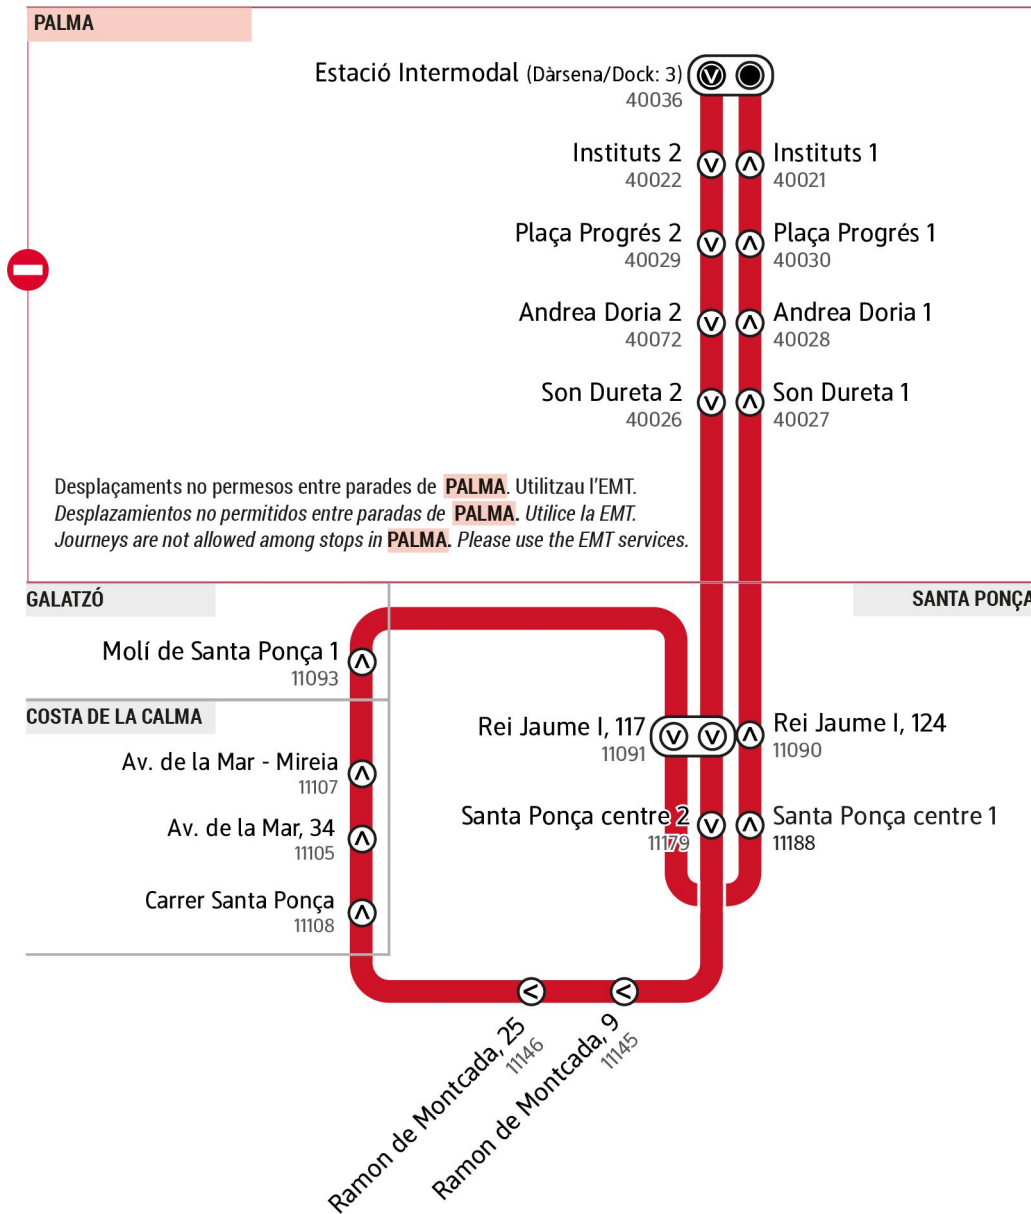 PALMA
Estació Intermodal (Dàrsena/Dock: 3)
40036
Instituts 2
40022
Instituts 1
40021
Plaça Progrés 2
40029
Plaça Progrés 1
40030
Andrea Doria 2
40072
Andrea Doria 1
40028
Son Dureta 2
40026
Son Dureta 1
40027
Desplaçaments no permesos entre parades de PALMA. Utilitzau l'EMT.
Desplazamientos no permitidos entre paradas de PALMA. Utilice la EMT.
Journeys are not allowed among stops in PALMA. Please use the EMT services.
GALATZÓ
SANTA PONÇA
Molí de Santa Ponça 1
11093
COSTA DE LA CALMA
Rei Jaume I, 117
11091
Rei Jaume I, 124
11090
Av. de la Mar - Mireia
11107
Santa Ponça centre 2
11179
Santa Ponça centre 1
11188
Av. de la Mar, 34
11105
Carrer Santa Ponça
11108
Ramon de Montcada, 25
11146
Ramon de Montcada, 9
11145